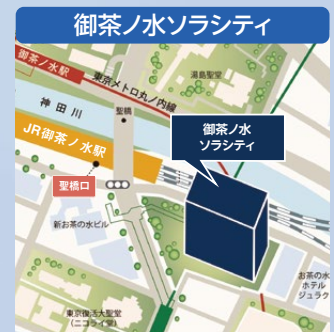 御茶ノ水ソラシティ
御茶ノ水駅
東京メトロ丸ノ内線
湯島聖堂
神田川
聖橋
御茶ノ水
ソラシティ
JR御茶ノ水駅
聖橋口
新お茶の水ビル
お茶の水
ホテル
ジュラク
東京復活大聖堂
(ニコライ堂)